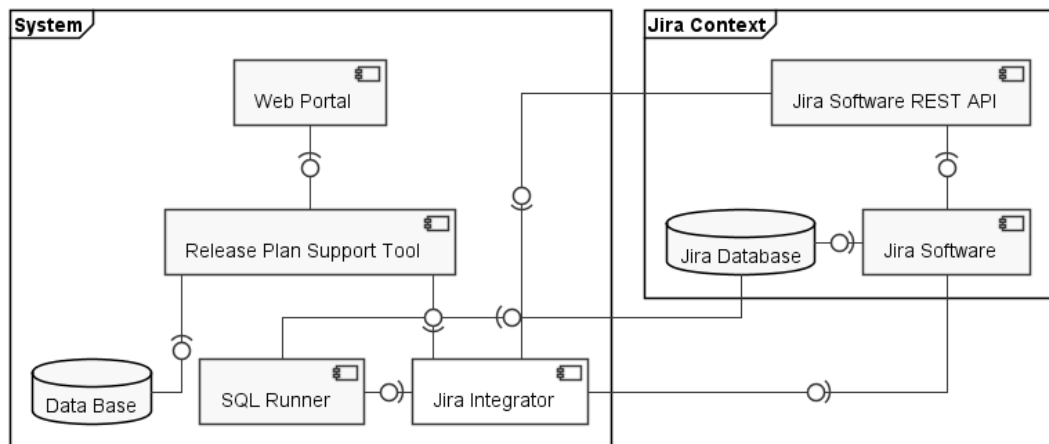 System
Jira Context
Web Portal
Jira Software REST API
Release Plan Support Tool
Jira Database
Jira Software
Data Base
SQL Runner
Jira Integrator